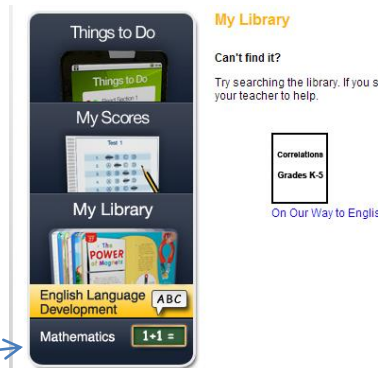 Things to Do
Things to Do
My Scores
Test 1
My Library
The
POWER
of Magnets
English Language
Development
ABC
Mathematics
1+1 =
My Library
Can't find it?
Try searching the library. If you s
your teacher to help.
Correlations
Grades K-5
On Our Way to Englis